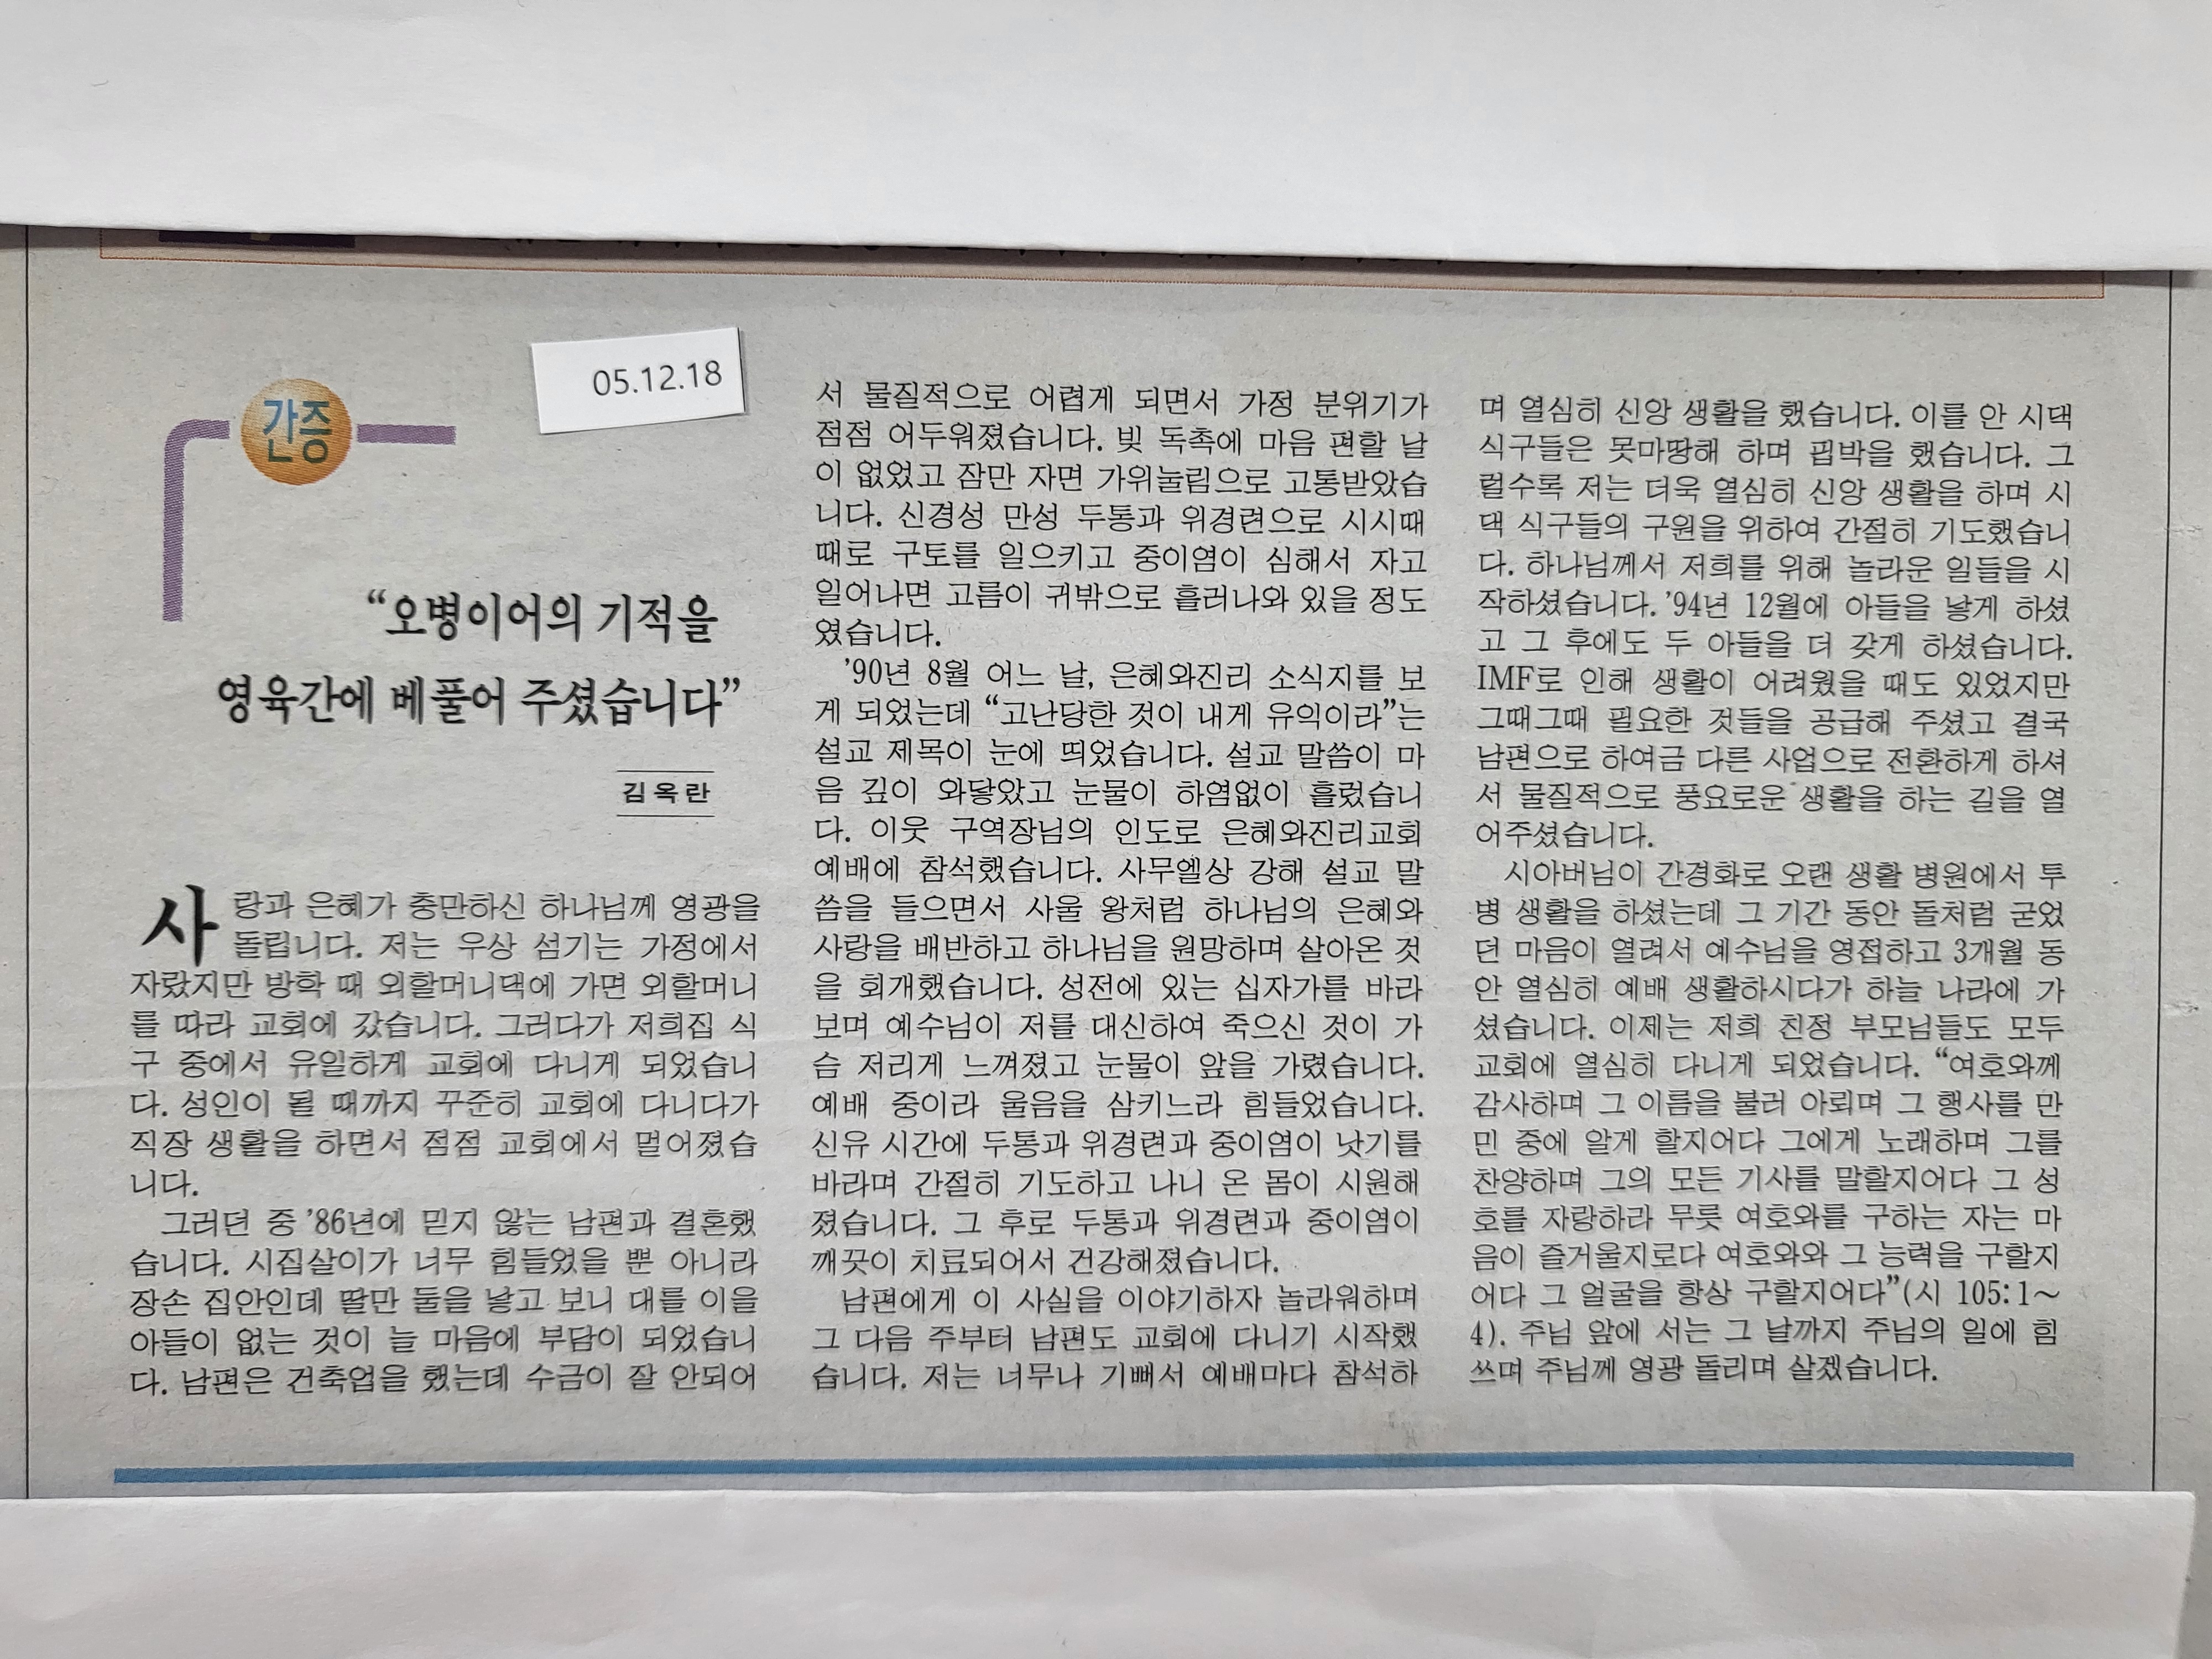 05.12.18
간증
“오병이어의 기적을
영육간에 베풀어 주셨습니다”
김옥란
사랑과 은혜가 충만하신 하나님께 영광을
돌립니다. 저는 우상 섬기는 가정에서
자랐지만 방학 때 외할머니댁에 가면 외할머니
를 따라 교회에 갔습니다. 그러다가 저희집 식
구 중에서 유일하게 교회에 다니게 되었습니
다. 성인이 될 때까지 꾸준히 교회에 다니다가
직장 생활을 하면서 점점 교회에서 멀어졌습
니다.
그러던 중 ’86년에 믿지 않는 남편과 결혼했
습니다. 시집살이가 너무 힘들었을 뿐 아니라
장손 집안인데 딸만 둘을 낳고 보니 대를 이을
아들이 없는 것이 늘 마음에 부담이 되었습니
다. 남편은 건축업을 했는데 수금이 잘 안되어
서 물질적으로 어렵게 되면서 가정 분위기가
점점 어두워졌습니다. 빚 독촉에 마음 편할 날
이 없었고 잠만 자면 가위눌림으로 고통받았습
니다. 신경성 만성 두통과 위경련으로 시시때
때로 구토를 일으키고 중이염이 심해서 자고
일어나면 고름이 귀밖으로 흘러나와 있을 정도
였습니다.
’90년 8월 어느 날, 은혜와진리 소식지를 보
게 되었는데 “고난당한 것이 내게 유익이라”는
설교 제목이 눈에 띄었습니다. 설교 말씀이 마
음 깊이 와닿았고 눈물이 하염없이 흘렀습니
다. 이웃 구역장님의 인도로 은혜와진리교회
예배에 참석했습니다. 사무엘상 강해 설교 말
씀을 들으면서 사울 왕처럼 하나님의 은혜와
사랑을 배반하고 하나님을 원망하며 살아온 것
을 회개했습니다. 성전에 있는 십자가를 바라
보며 예수님이 저를 대신하여 죽으신 것이 가
슴 저리게 느껴졌고 눈물이 앞을 가렸습니다.
예배 중이라 울음을 삼키느라 힘들었습니다.
신유 시간에 두통과 위경련과 중이염이 낫기를
바라며 간절히 기도하고 나니 온 몸이 시원해
졌습니다. 그 후로 두통과 위경련과 중이염이
깨끗이 치료되어서 건강해졌습니다.
남편에게 이 사실을 이야기하자 놀라워하며
그 다음 주부터 남편도 교회에 다니기 시작했
습니다. 저는 너무나 기뻐서 예배마다 참석하
며 열심히 신앙 생활을 했습니다. 이를 안 시댁
식구들은 못마땅해 하며 핍박을 했습니다. 그
럴수록 저는 더욱 열심히 신앙 생활을 하며 시
댁 식구들의 구원을 위하여 간절히 기도했습니
다. 하나님께서 저희를 위해 놀라운 일들을 시
작하셨습니다. ’94년 12월에 아들을 낳게 하셨
고 그 후에도 두 아들을 더 갖게 하셨습니다.
IMF로 인해 생활이 어려웠을 때도 있었지만
그때그때 필요한 것들을 공급해 주셨고 결국
남편으로 하여금 다른 사업으로 전환하게 하셔
서 물질적으로 풍요로운 생활을 하는 길을 열
어주셨습니다.
시아버님이 간경화로 오랜 생활 병원에서 투
병 생활을 하셨는데 그 기간 동안 돌처럼 굳었
던 마음이 열려서 예수님을 영접하고 3개월 동
안 열심히 예배 생활하시다가 하늘 나라에 가
셨습니다. 이제는 저희 친정 부모님들도 모두
교회에 열심히 다니게 되었습니다. “여호와께
감사하며 그 이름을 불러 아뢰며 그 행사를 만
민 중에 알게 할지어다 그에게 노래하며 그를
찬양하며 그의 모든 기사를 말할지어다 그 성
호를 자랑하라 무릇 여호와를 구하는 자는 마
음이 즐거울지로다 여호와와 그 능력을 구할지
어다 그 얼굴을 항상 구할지어다”(시 105:1～
4). 주님 앞에 서는 그 날까지 주님의 일에 힘
쓰며 주님께 영광 돌리며 살겠습니다.